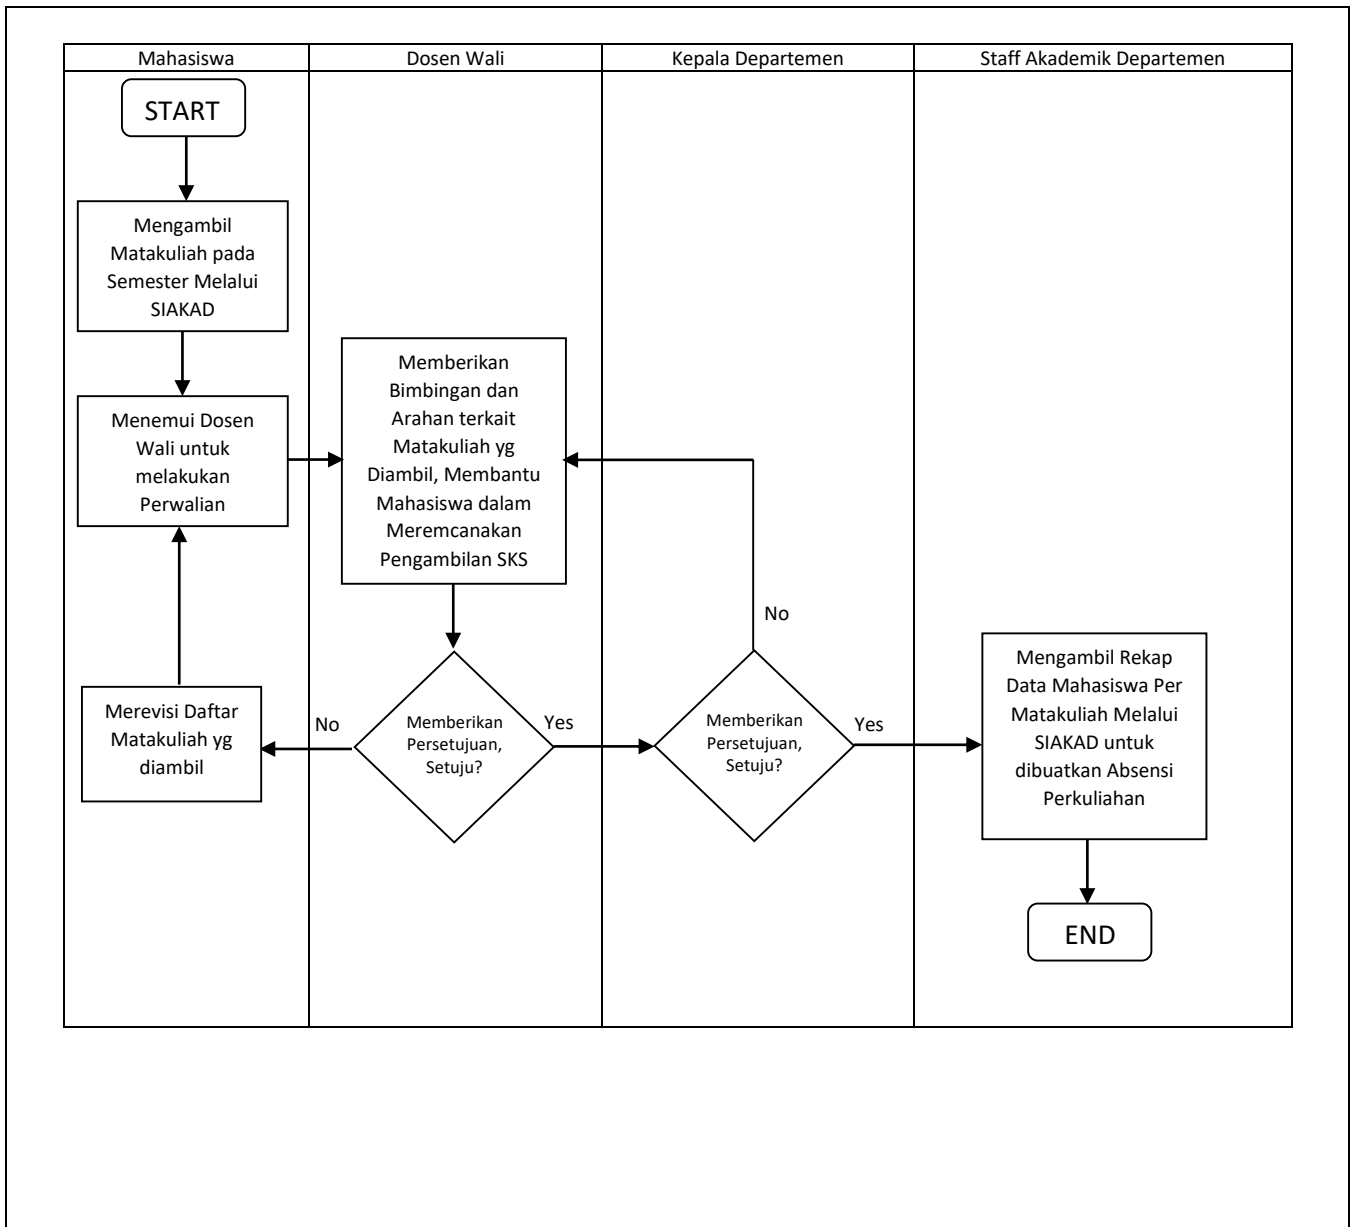 Mahasiswa
Dosen Wali
Kepala Departemen
Staff Akademik Departemen
START
Mengambil
Matakuliah pada
Semester Melalui
SIAKAD
Menemui Dosen
Wali untuk
melakukan
Perwalian
Memberikan
Bimbingan dan
Arahan terkait
Matakuliah yg
Diambil, Membantu
Mahasiswa dalam
Meremcanakan
Pengambilan SKS
No
Merevisi Daftar
Matakuliah yg
diambil
No
Memberikan
Persetujuan,
Setuju?
Yes
Memberikan
Persetujuan,
Setuju?
Yes
Mengambil Rekap
Data Mahasiswa Per
Matakuliah Melalui
SIAKAD untuk
dibuatkan Absensi
Perkuliahan
END